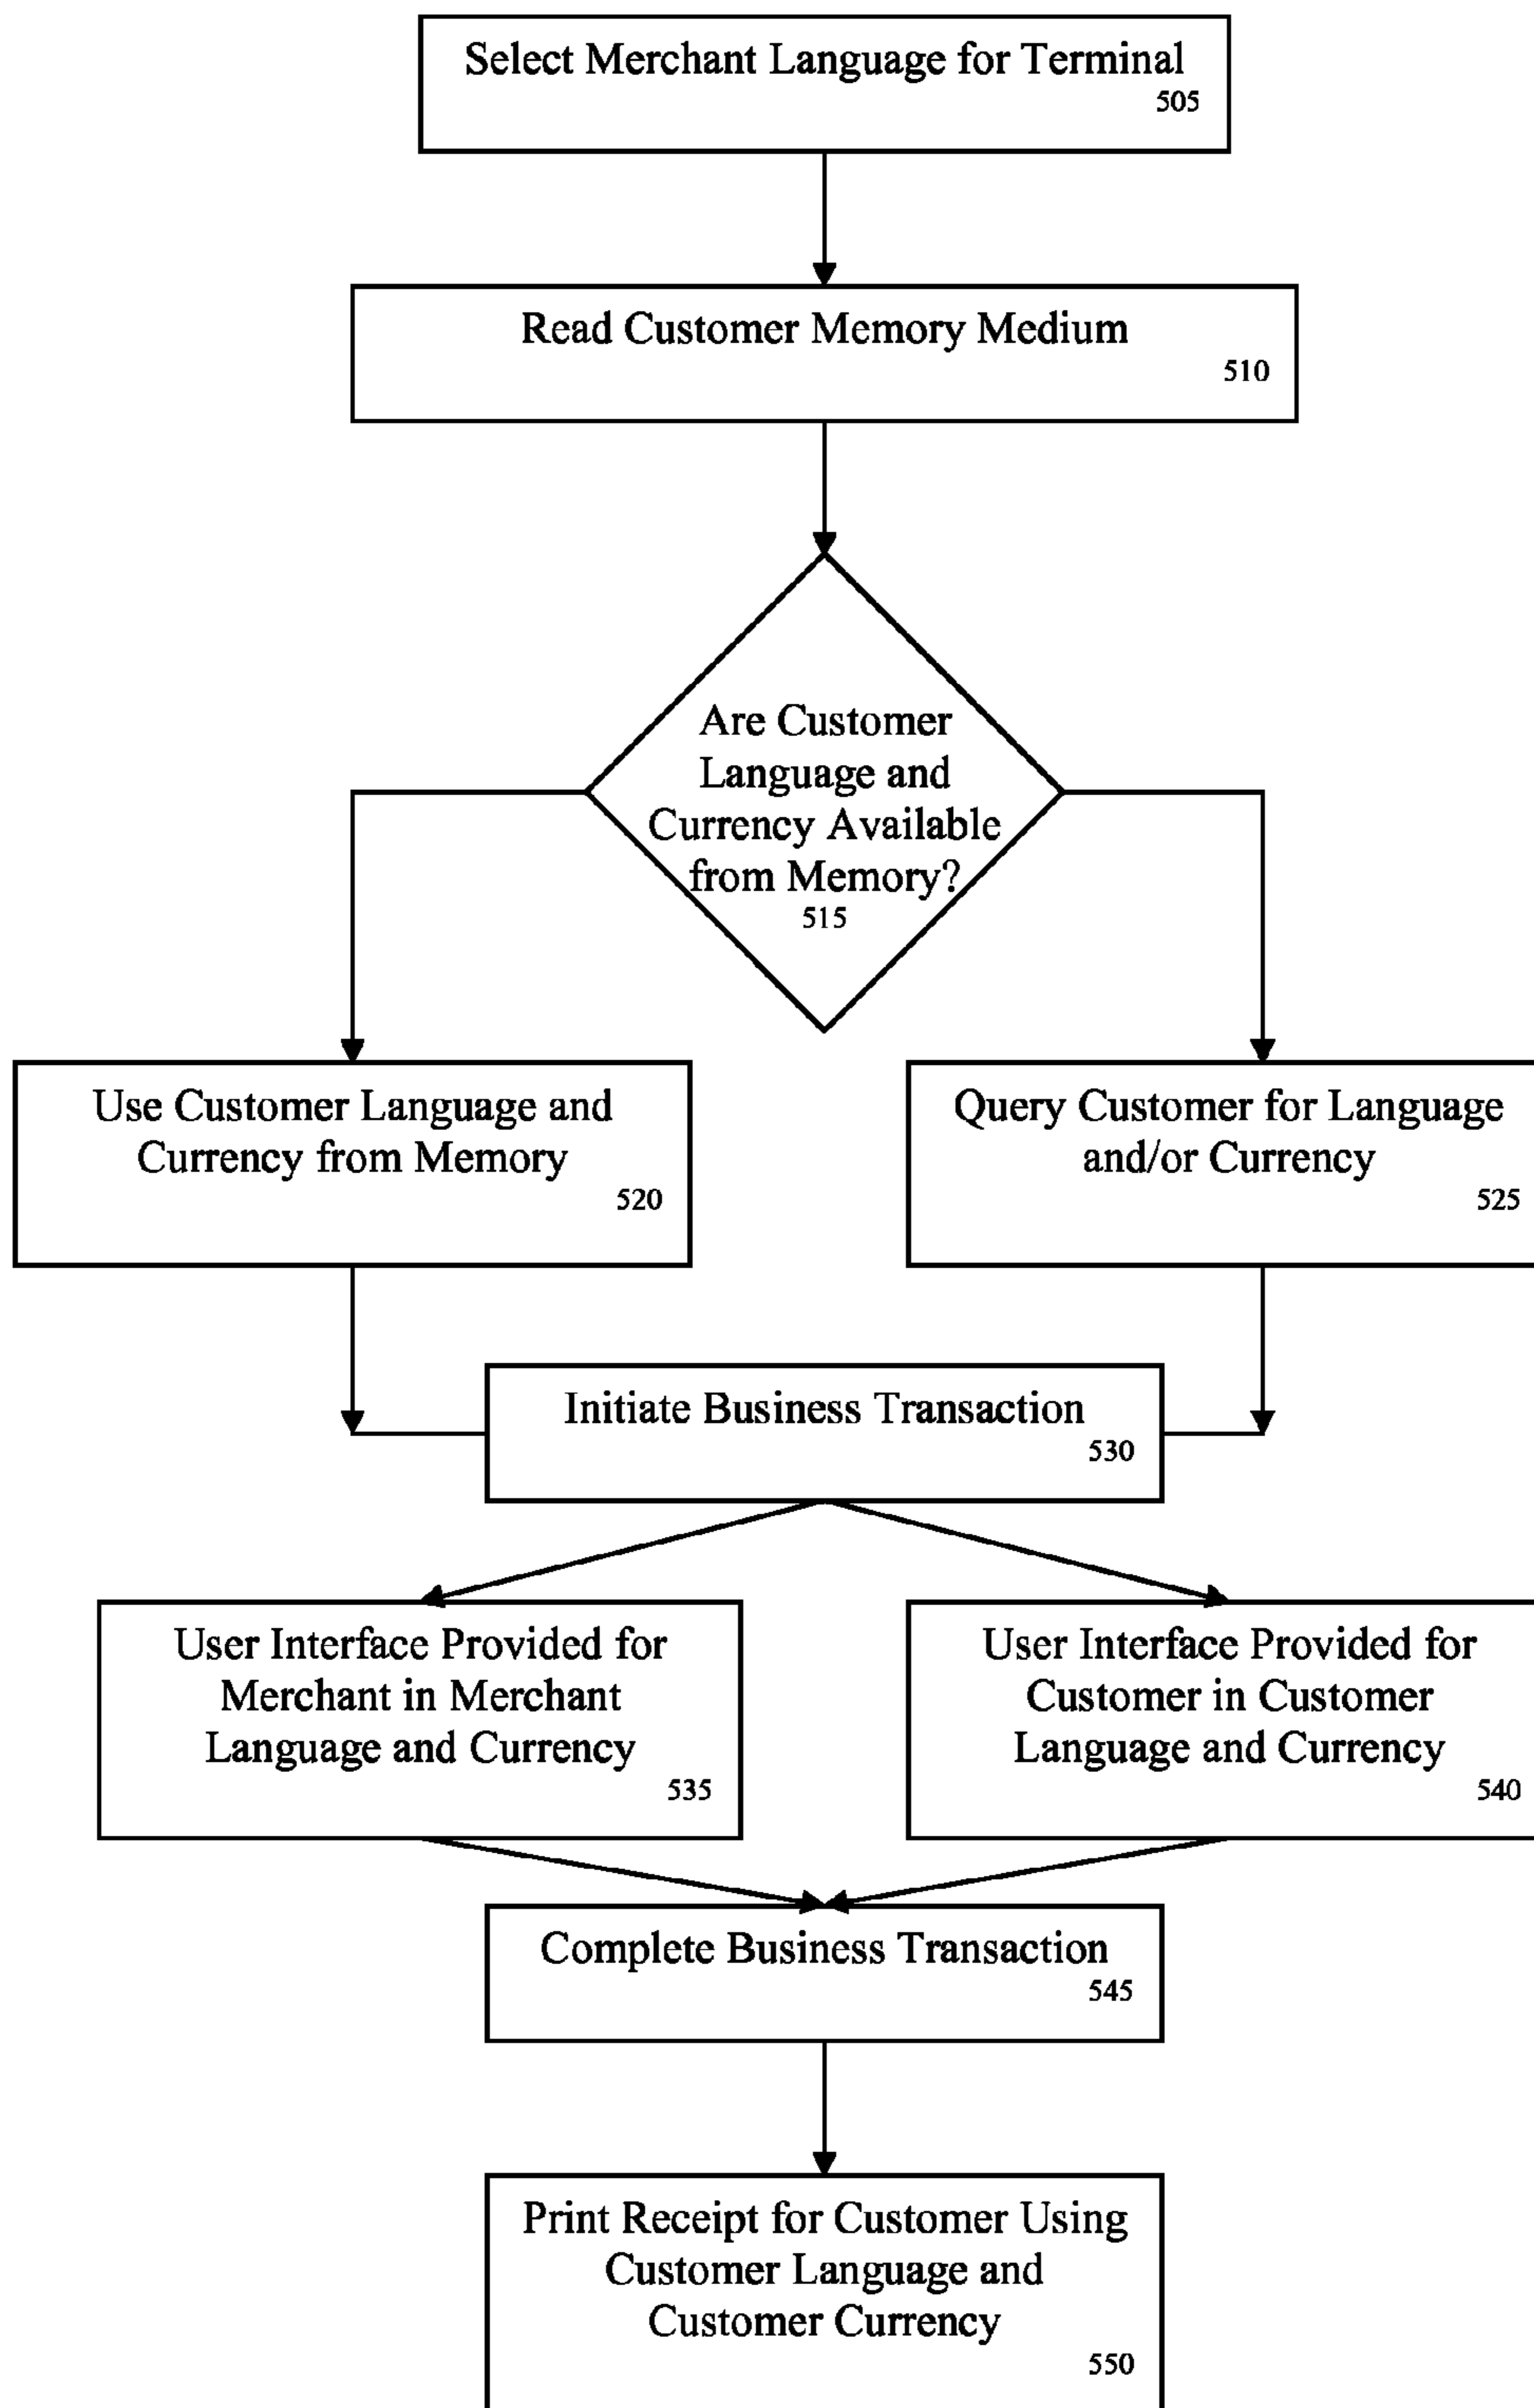 Select Merchant Language for Terminal
505
Read Customer Memory Medium
510
Are Customer
Language and
Currency Available
from Memory?
515
Use Customer Language and
Currency from Memory
520
Query Customer for Language
and/or Currency
525
Initiate Business Transaction
530
User Interface Provided for
Merchant in Merchant
Language and Currency
535
User Interface Provided for
Customer in Customer
Language and Currency
540
Complete Business Transaction
545
Print Receipt for Customer Using
Customer Language and
Customer Currency
550